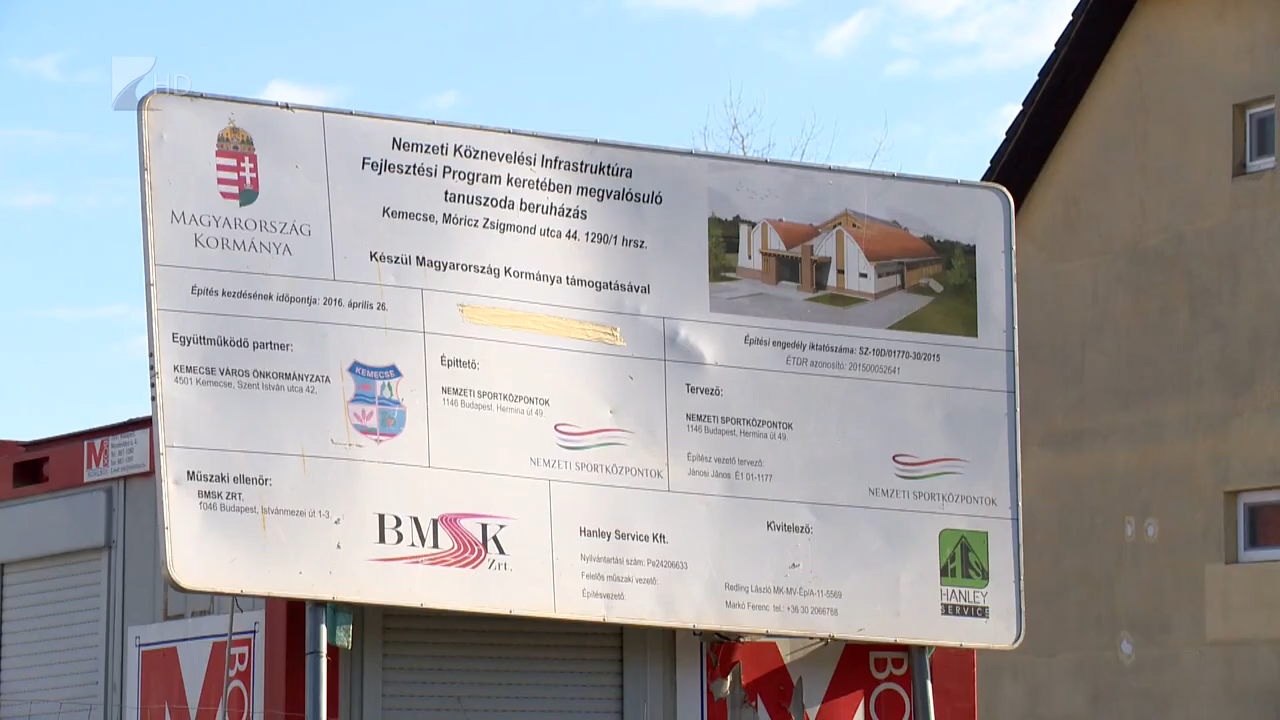 HD
Nemzeti Köznevelési Infrastruktúra
Fejlesztési Program keretében megvalósuló
tanuszoda beruházás
Kemecse, Móricz Zsigmond utca 44. 1290/1 hrsz.
Készül Magyarország Kormánya támogatásával
MAGYARORSZÁG
KORMÁNYA
Építés kezdésének időpontja: 2016. április 26.
Építési engedély iktatószáma: SZ-10D/01770-30/2015
ÉTDR azonosító: 201500052641
Együttműködő partner:
KEMECSE VÁROS ÖNKORMÁNYZATA
4501 Kemecse, Szent István utca 42.
KEMECSE
Építtető:
NEMZETI SPORTKÖZPONTOK
1146 Budapest, Hermina út 49.
NEMZETI SPORTKÖZPONTOK
Tervező:
NEMZETI SPORTKÖZPONTOK
1146 Budapest, Hermina út 49.
Építész vezető tervező:
Jánosi János É1 01-1177
NEMZETI SPORTKÖZPONTOK
Műszaki ellenőr:
BMSK ZRT.
1046 Budapest, Istvánmezei út 1-3.
BMSK
Zrt.
Kivitelező:
Hanley Service Kft.
Nyilvántartási szám: Pe24206633
Felelős műszaki vezető:
Redling László MK-MV-Ép/A-11-5569
Építésvezető:
Markó Ferenc tel.: +36 30 2066768
HANLEY
SERVICE
M
M
BO
M
BO